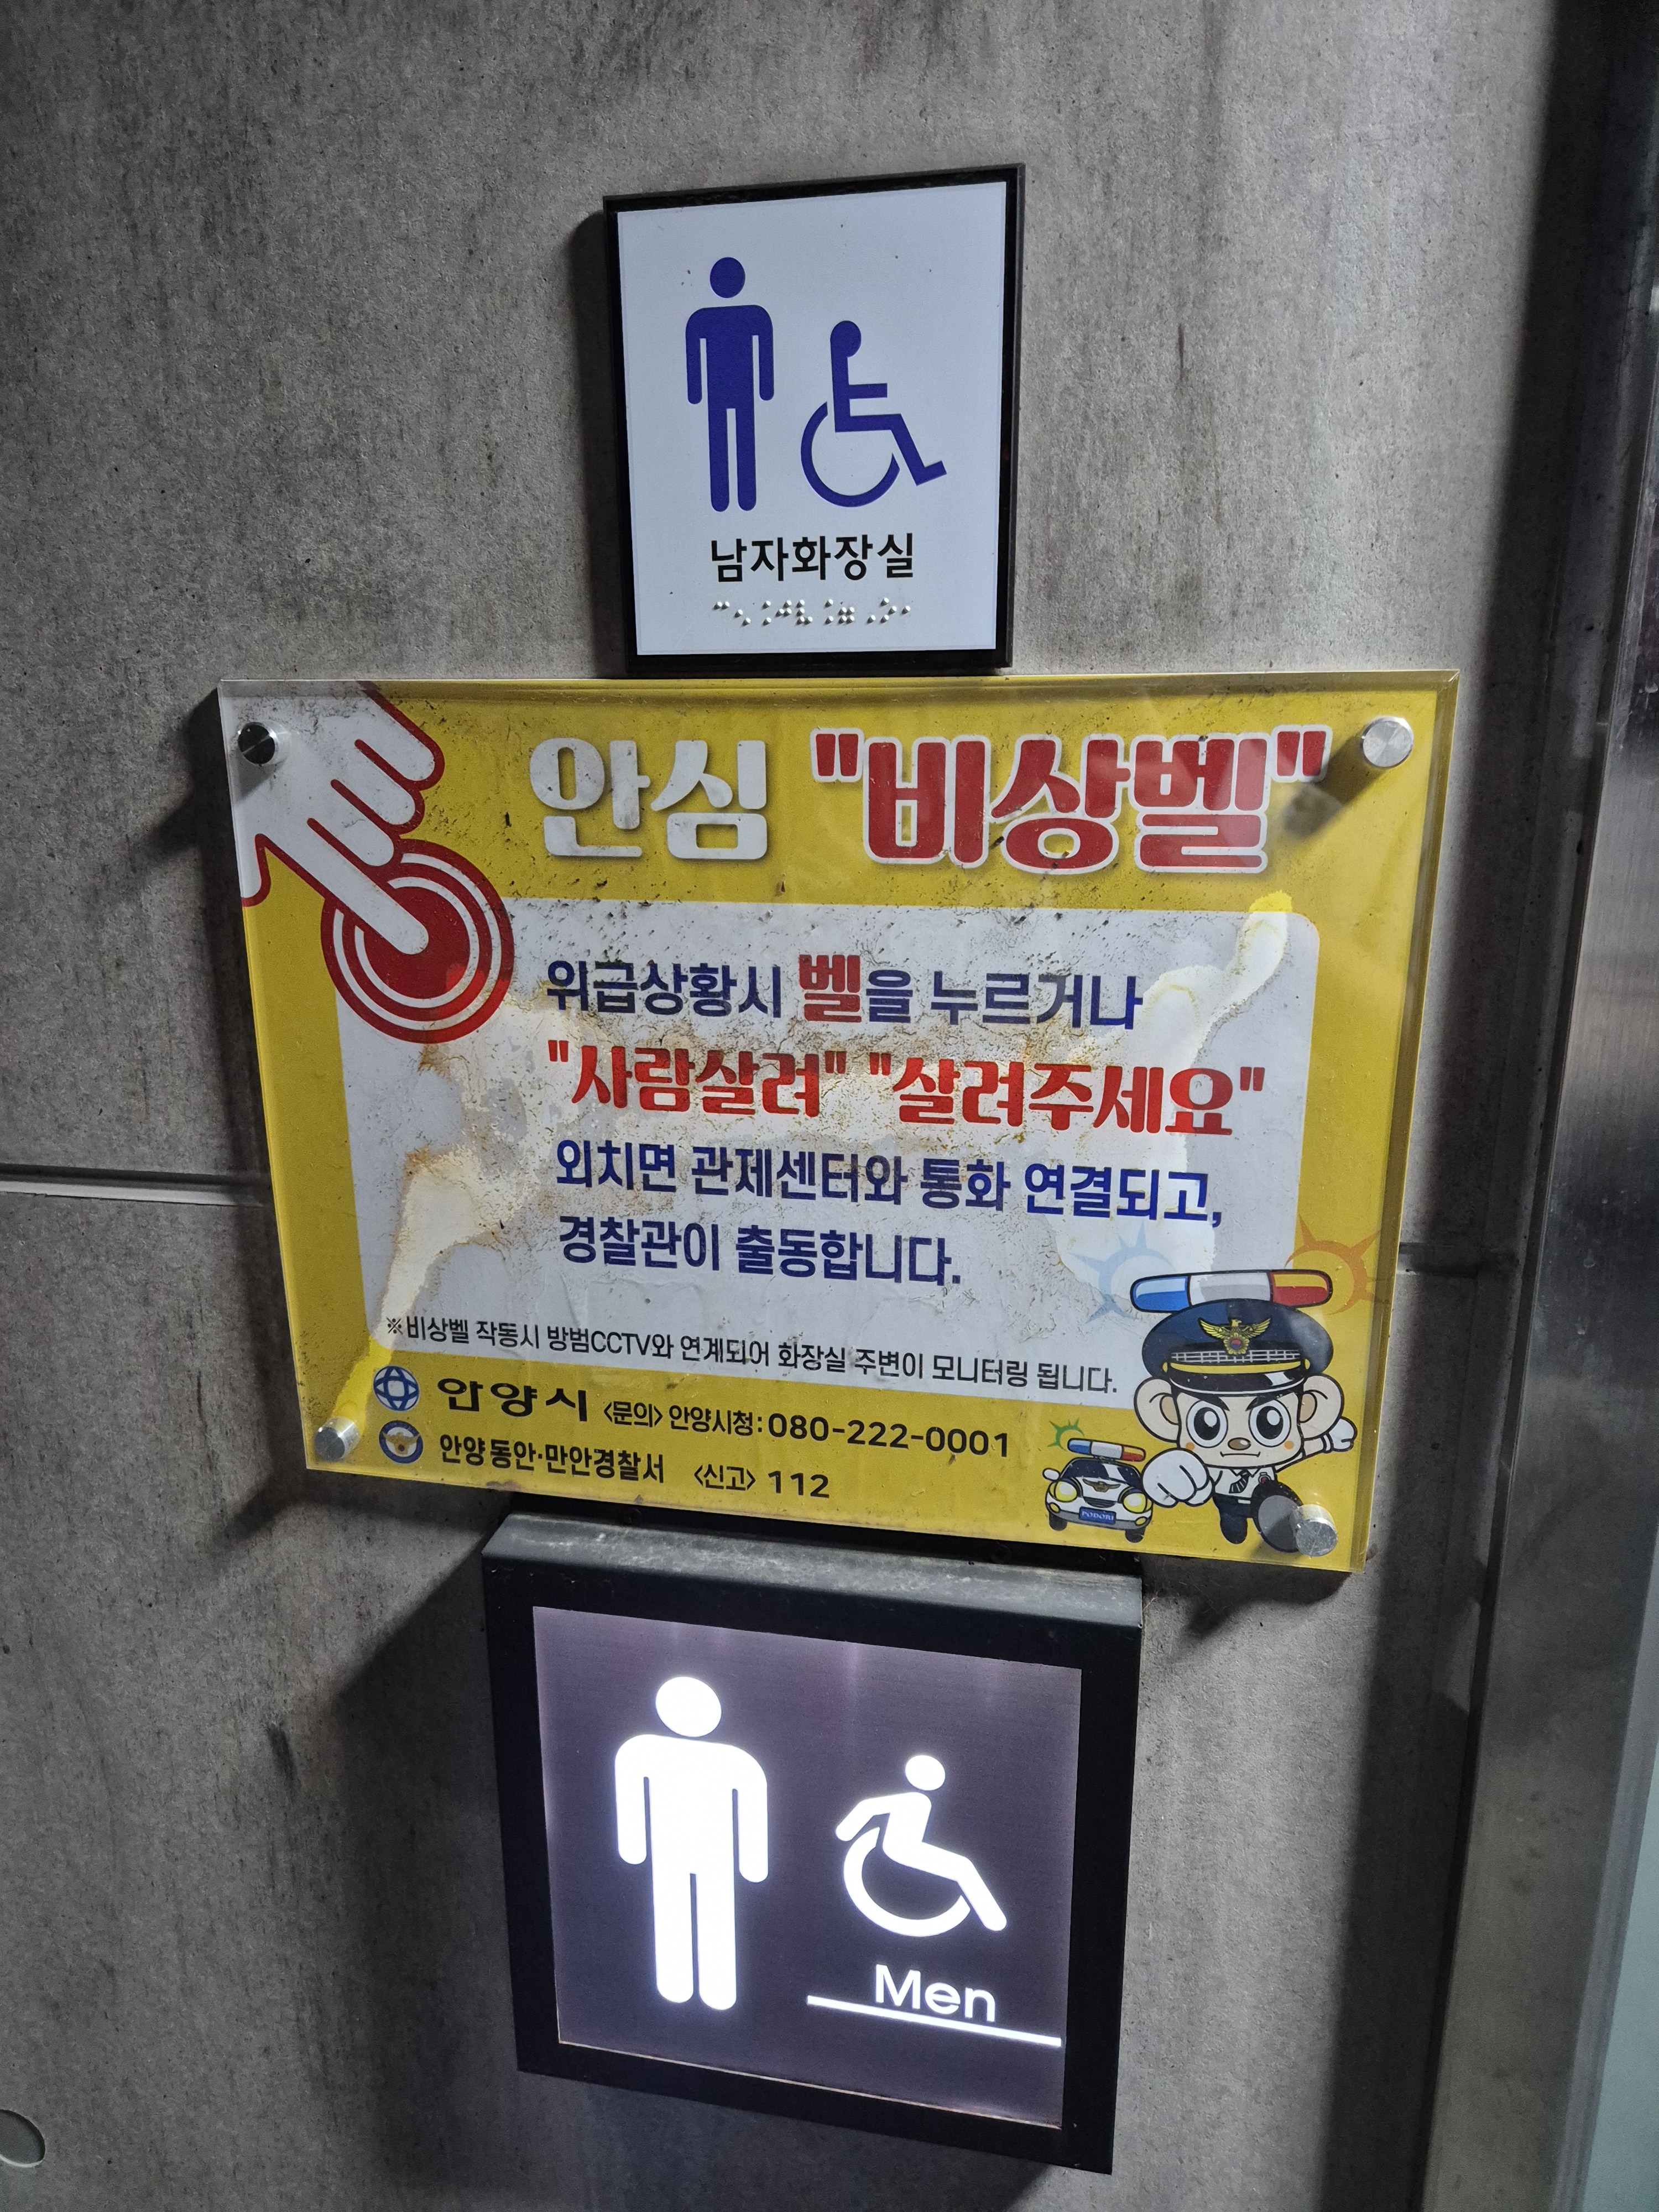 남자화장실
안심 "비상벨"
위급상황시 벨을 누르거나
"사람살려" "살려주세요"
외치면 관제센터와 통화 연결되고,
경찰관이 출동합니다.
※비상벨 작동시 방범CCTV와 연계되어 화장실 주변이 모니터링 됩니다.
안양시 <문의> 안양시청: 080-222-0001
안양동안·만안경찰서 <신고> 112
PODORI
Men